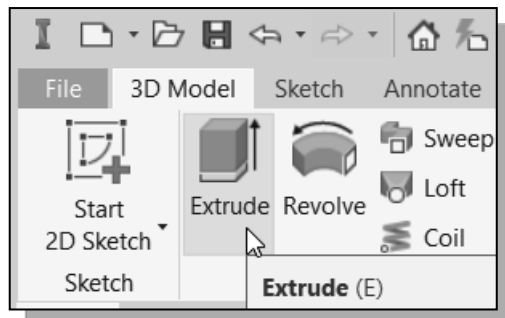 File 3D Model Sketch Annotate
Start
2D Sketch
Sketch
Extrude
Revolve
Sweep
Loft
Coil
Extrude (E)